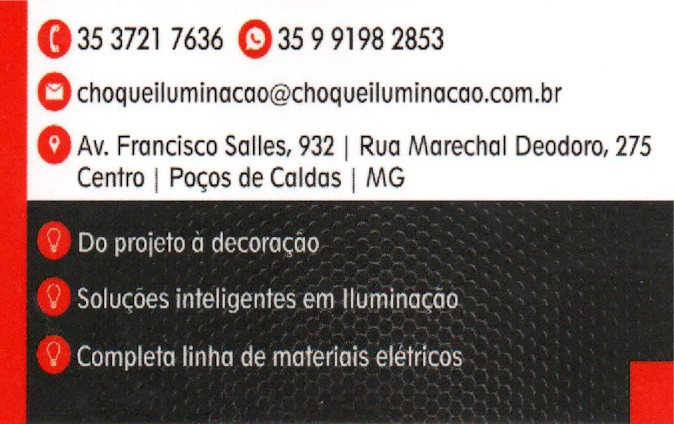 35 3721 7636 35 9 9198 2853
choqueiluminacao@choqueiluminacao.com.br
Av. Francisco Salles, 932 | Rua Marechal Deodoro, 275
Centro | Poços de Caldas | MG
Do projeto à decoração
Soluções inteligentes em Iluminação
Completa linha de materiais elétricos